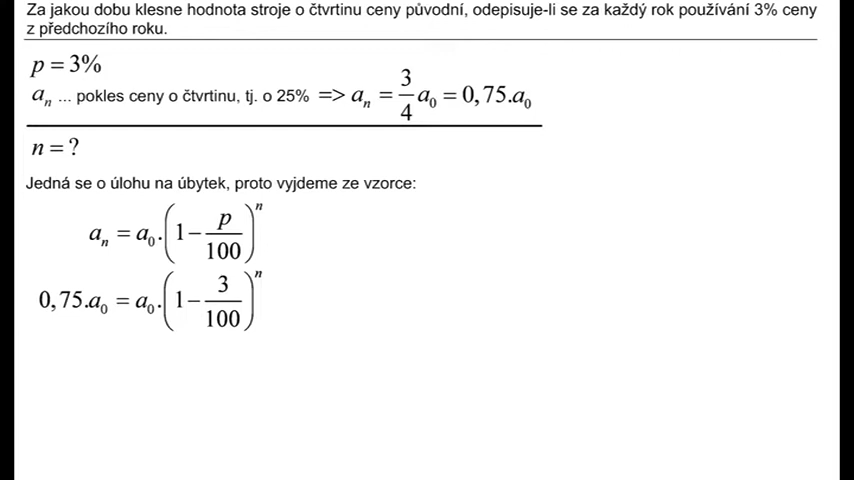 Za jakou dobu klesne hodnota stroje o čtvrtinu ceny původní, odepisuje-li se za každý rok používání 3% ceny
z předchozího roku.
p = 3%
aₙ ... pokles ceny o čtvrtinu, tj. o 25% => aₙ = 3/4 a₀ = 0,75.a₀
n = ?
Jedná se o úlohu na úbytek, proto vyjdeme ze vzorce:
aₙ = a₀.(1 − p/100)ⁿ
0,75.a₀ = a₀.(1 − 3/100)ⁿ